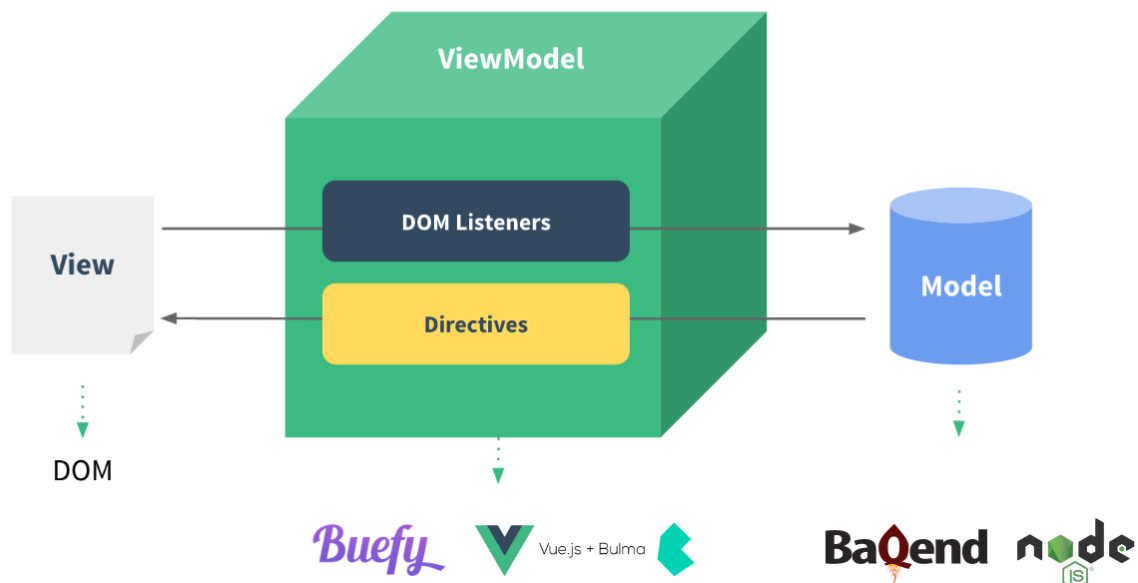 ViewModel
DOM Listeners
View
Model
Directives
DOM
Buefy
Vue.js + Bulma
BaQend
node
JS